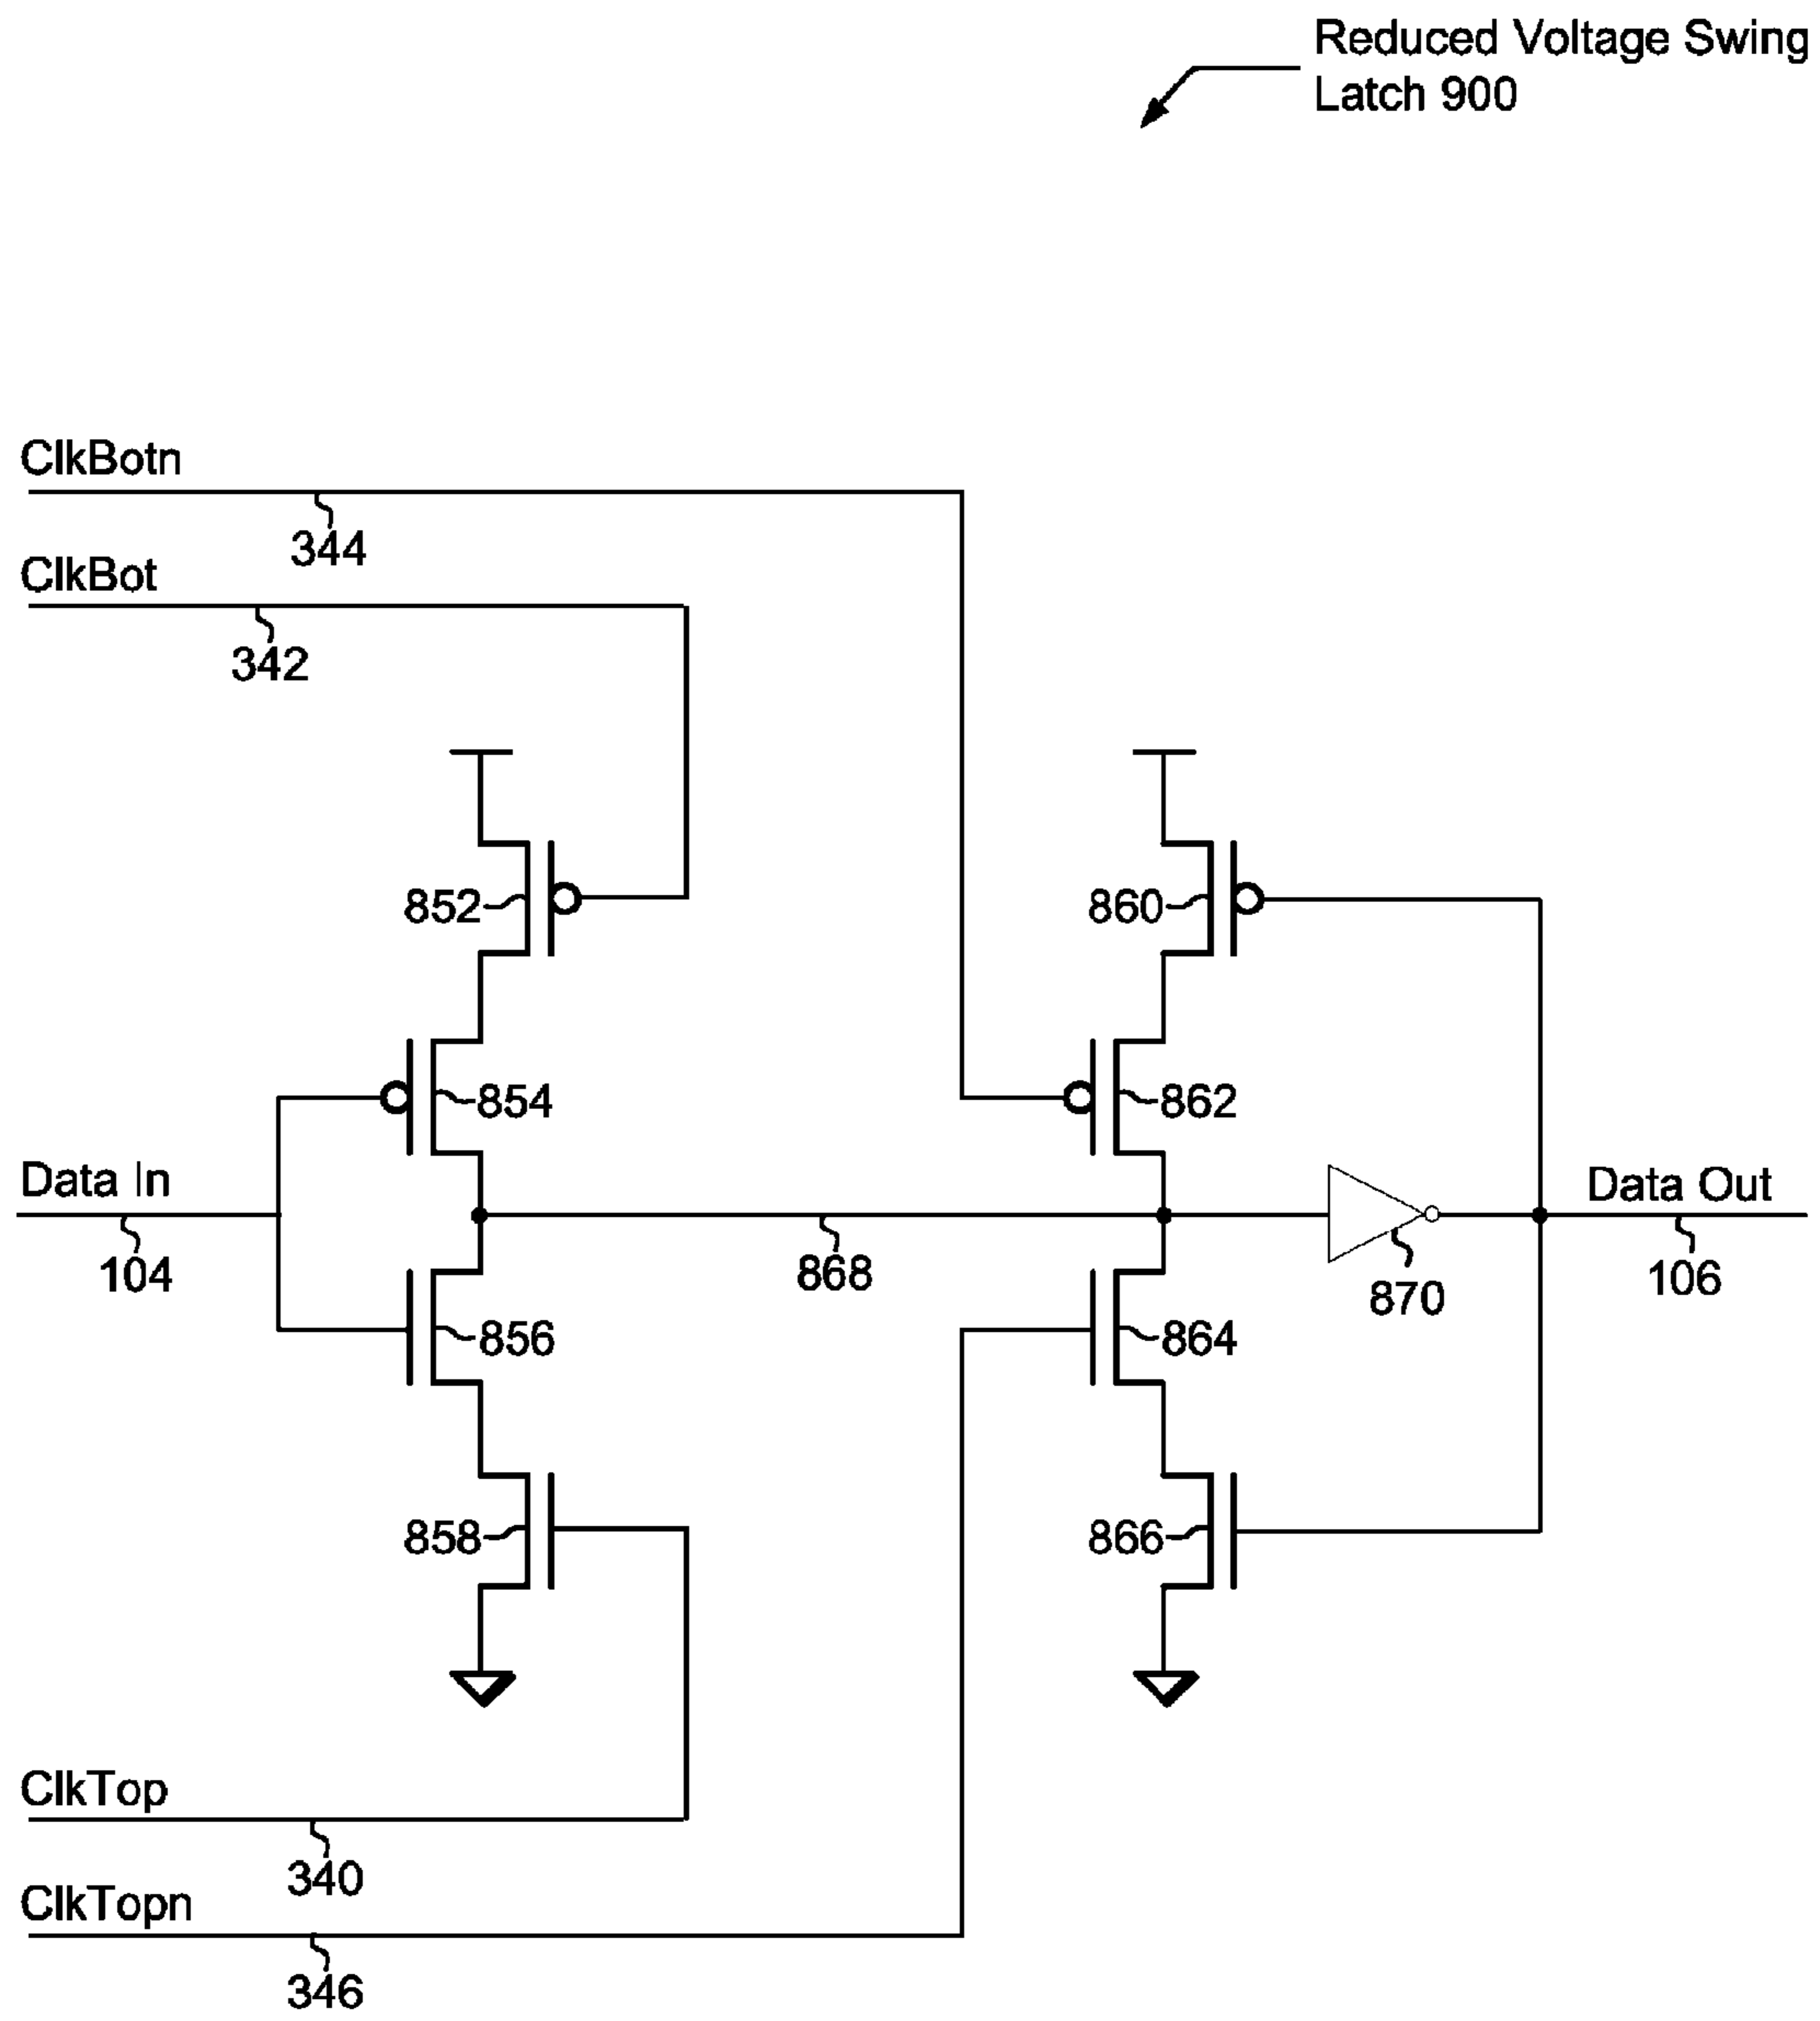 Reduced Voltage Swing
Latch 900
ClkBotn
344
ClkBot
342
852
860
854
862
Data In
Data Out
104
868
870
106
856
864
858
866
ClkTop
340
ClkTopn
346